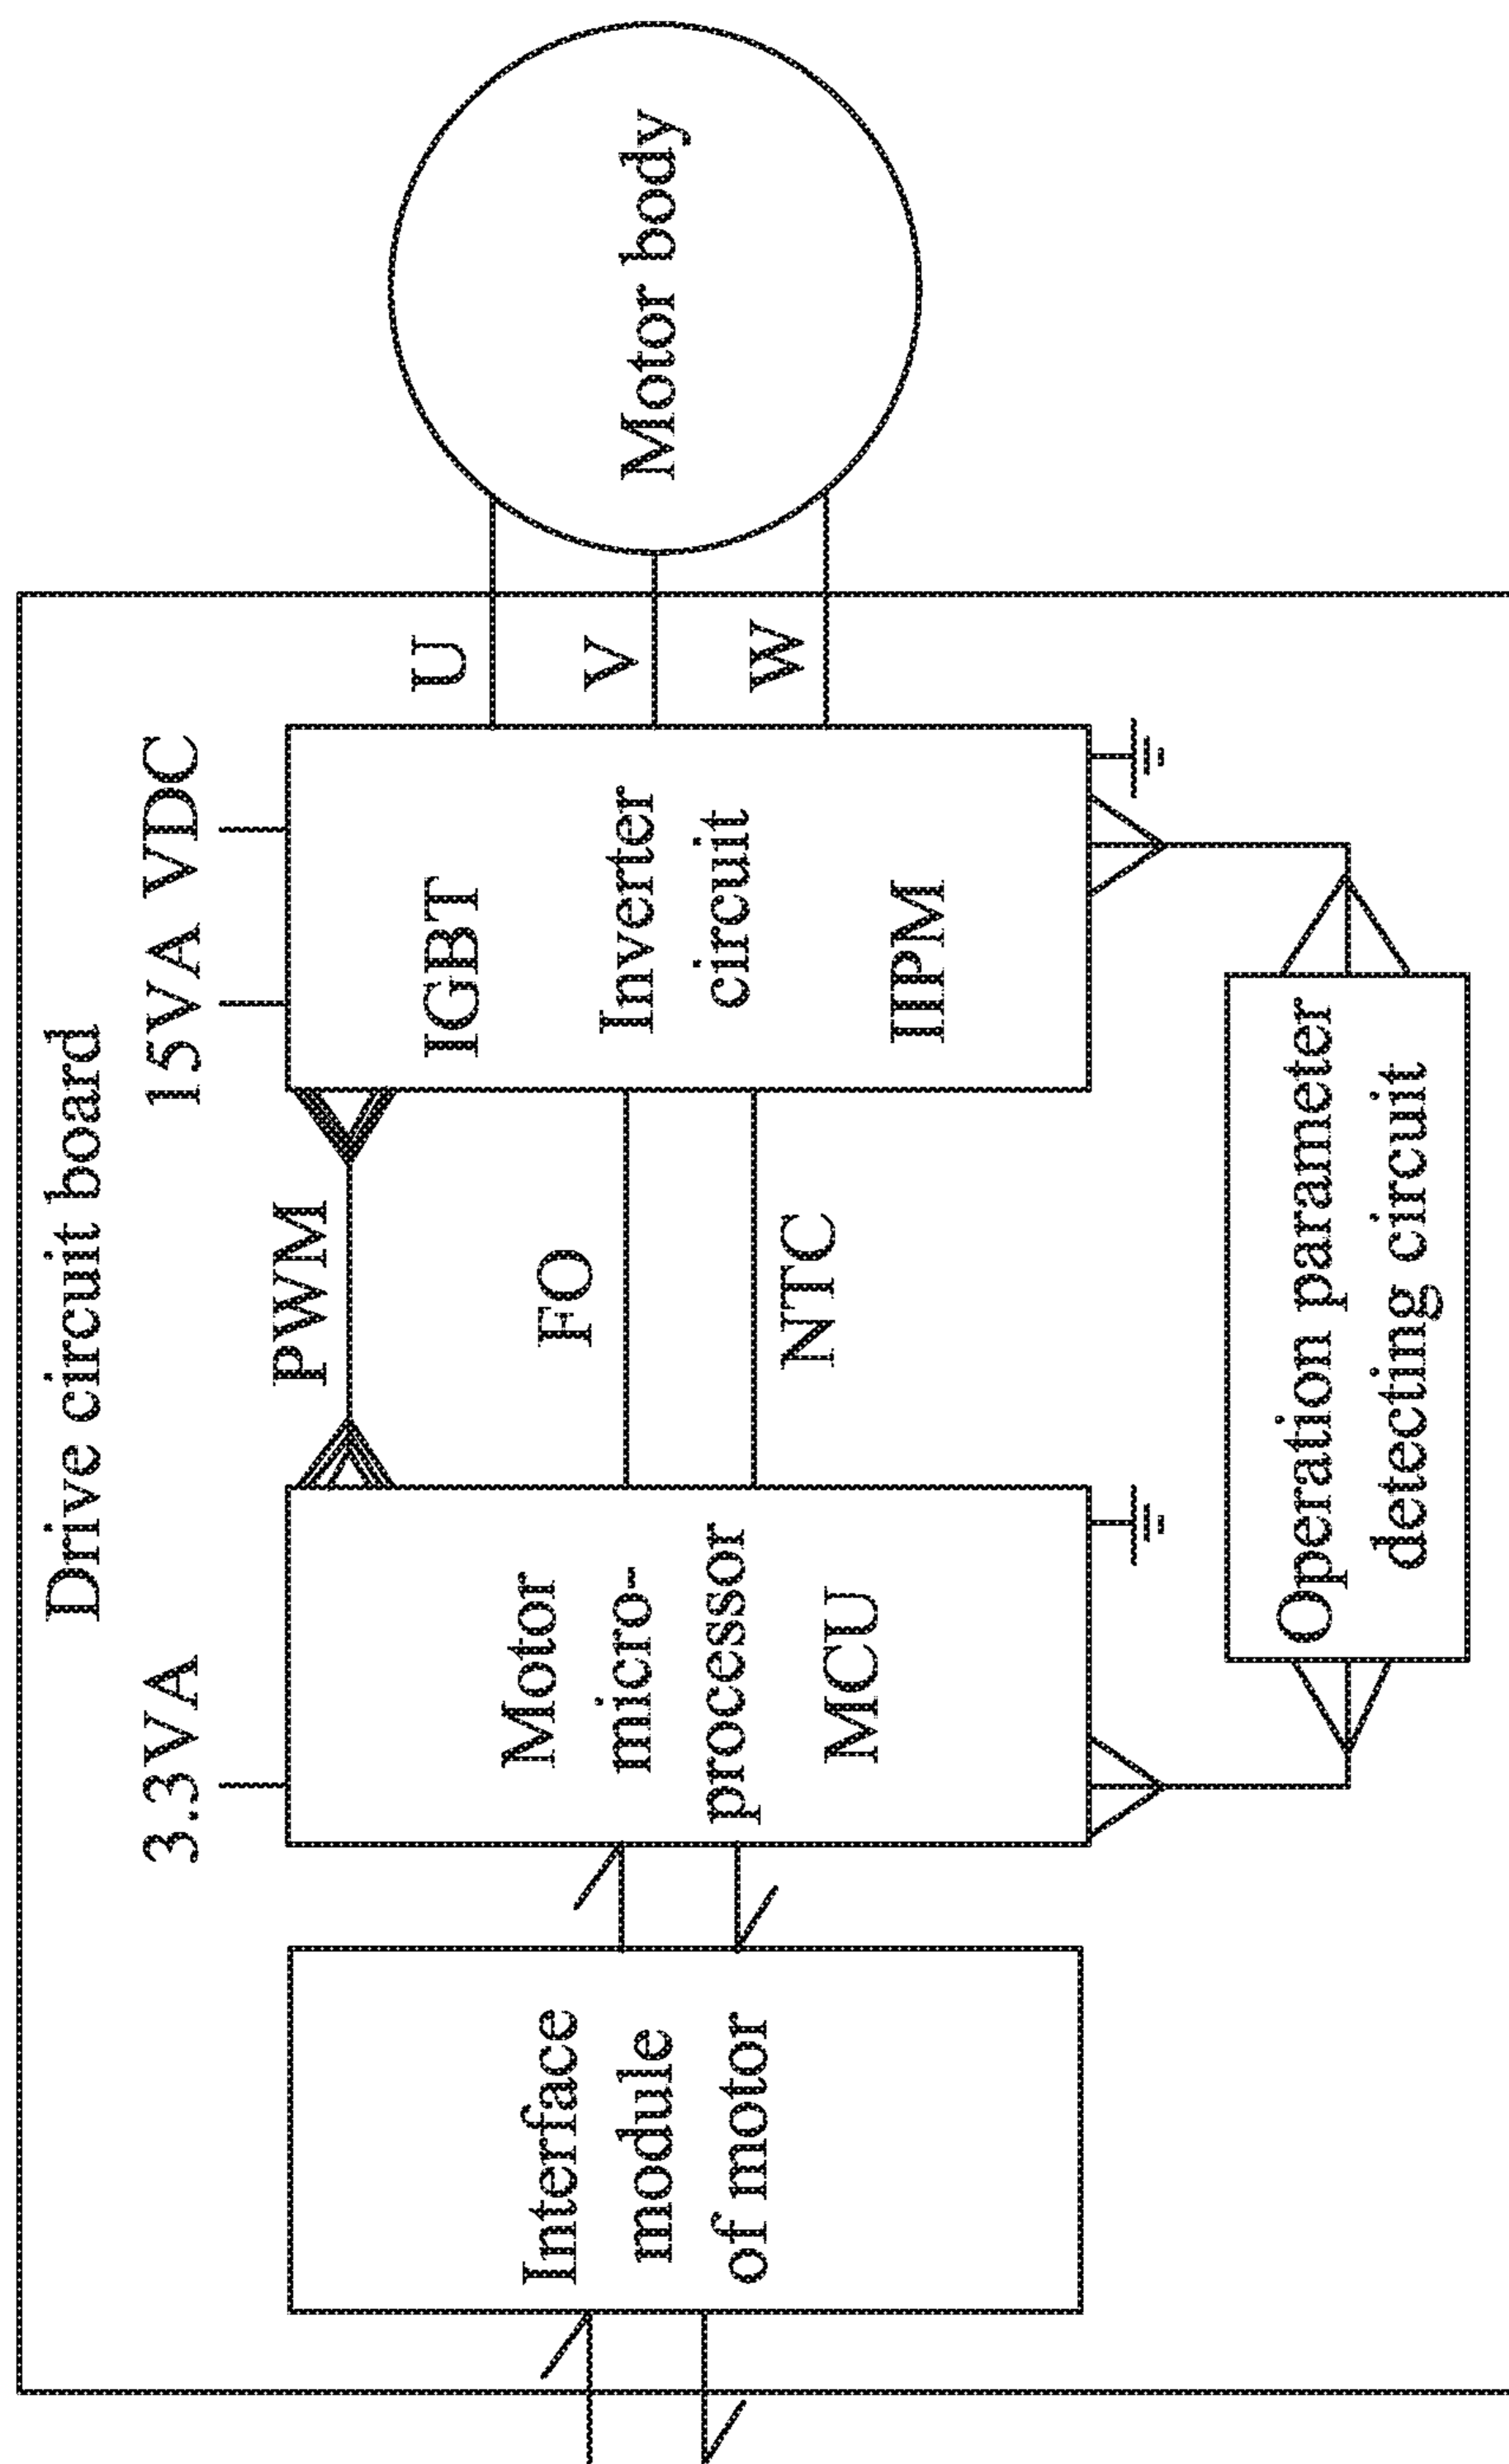 Drive circuit board
3.3VA
15VA VDC
Interface
module
of motor
Motor
micro-
processor
MCU
PWM
FO
NTC
IGBT
Inverter
circuit
IIPM
U
V
W
Motor body
Operation parameter
detecting circuit